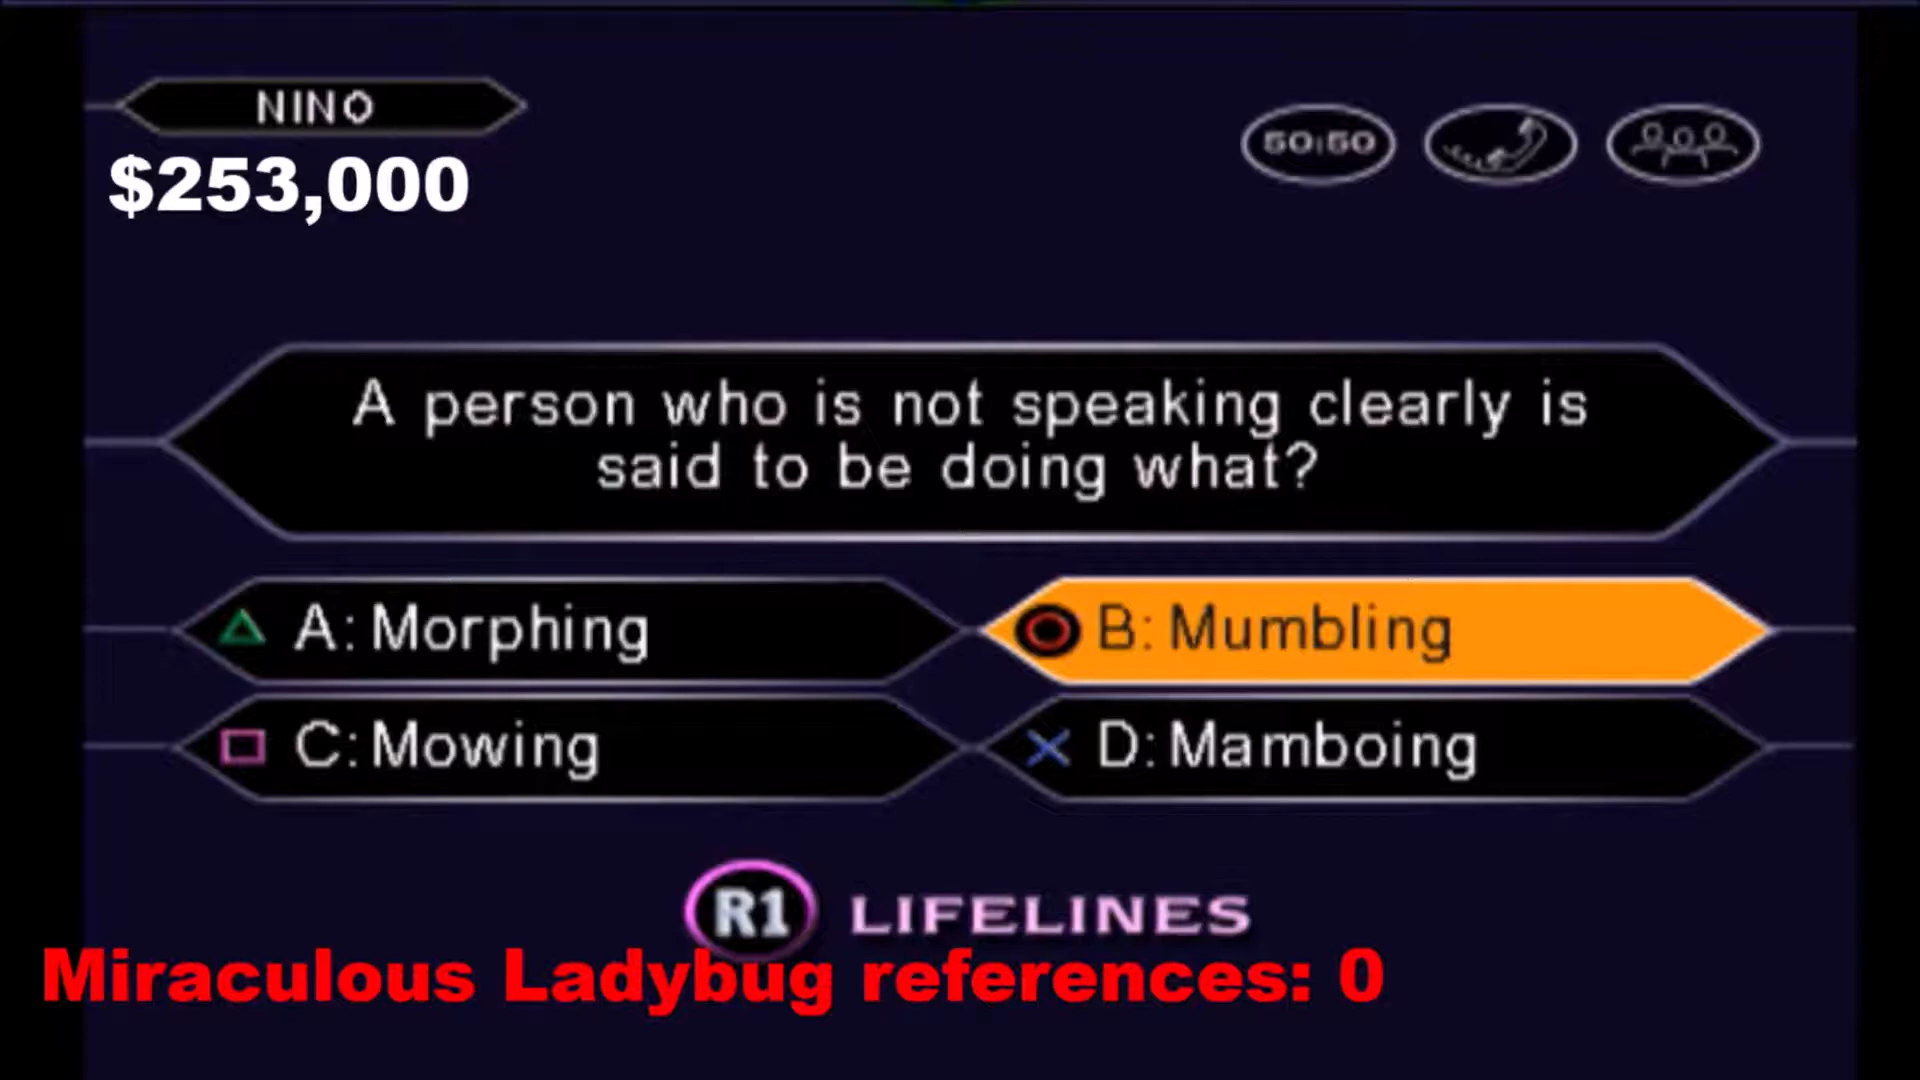 NINO
$253,000
50:50
A person who is not speaking clearly is
said to be doing what?
A: Morphing
B: Mumbling
C: Mowing
D: Mamboing
R1 LIFELINES
Miraculous Ladybug references: 0